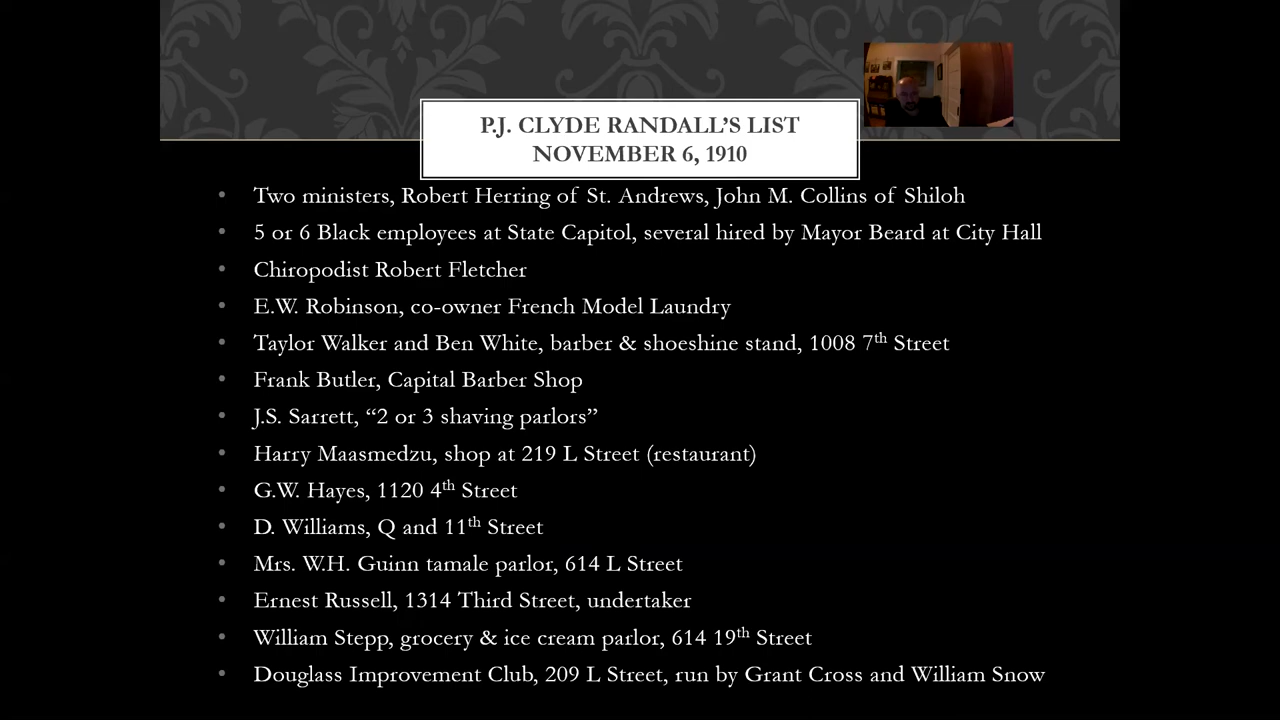 P.J. CLYDE RANDALL’S LIST
NOVEMBER 6, 1910
• Two ministers, Robert Herring of St. Andrews, John M. Collins of Shiloh
• 5 or 6 Black employees at State Capitol, several hired by Mayor Beard at City Hall
• Chiropodist Robert Fletcher
• E.W. Robinson, co-owner French Model Laundry
• Taylor Walker and Ben White, barber & shoeshine stand, 1008 7th Street
• Frank Butler, Capital Barber Shop
• J.S. Sarrett, “2 or 3 shaving parlors”
• Harry Maasmedzu, shop at 219 L Street (restaurant)
• G.W. Hayes, 1120 4th Street
• D. Williams, Q and 11th Street
• Mrs. W.H. Guinn tamale parlor, 614 L Street
• Ernest Russell, 1314 Third Street, undertaker
• William Stepp, grocery & ice cream parlor, 614 19th Street
• Douglass Improvement Club, 209 L Street, run by Grant Cross and William Snow